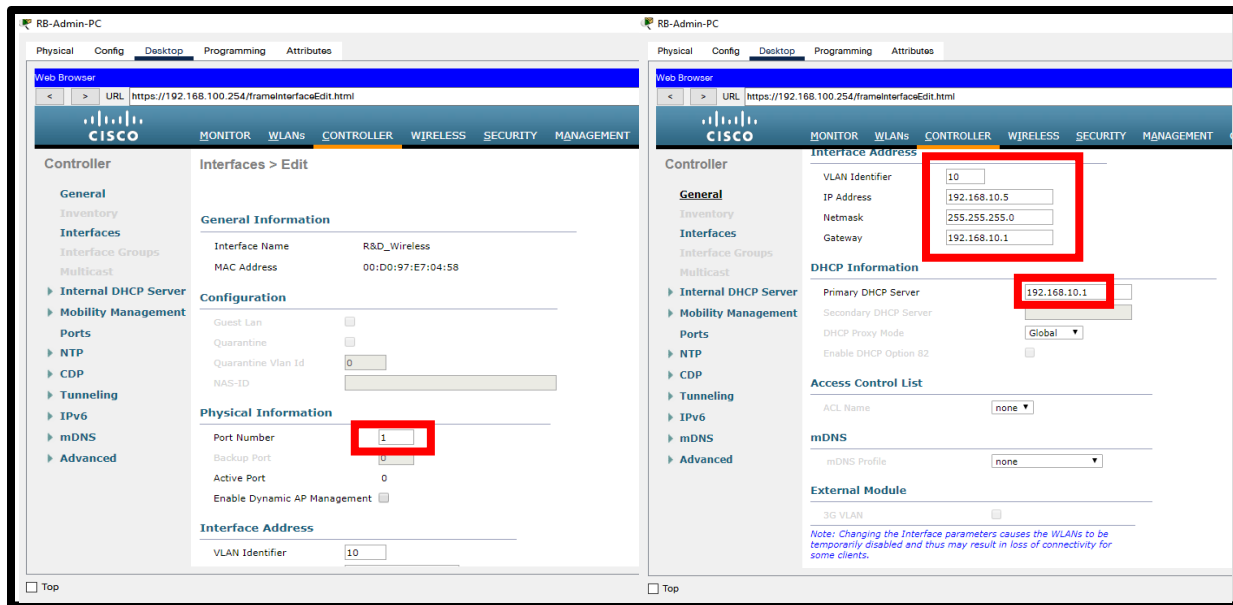 RB-Admin-PC
Physical Config Desktop Programming Attributes
Web Browser
< > URL https://192.168.100.254/frameInterfaceEdit.html
CISCO
MONITOR WLANs CONTROLLER WIRELESS SECURITY MANAGEMENT
Controller
General
Inventory
Interfaces
Interface Groups
Multicast
Internal DHCP Server
Mobility Management
Ports
NTP
CDP
Tunneling
IPv6
mDNS
Advanced
Interfaces > Edit
General Information
Interface Name R&D_Wireless
MAC Address 00:D0:97:E7:04:58
Configuration
Guest Lan
Quarantine
Quarantine Vlan Id 0
NAS-ID
Physical Information
Port Number 1
Backup Port 0
Active Port 0
Enable Dynamic AP Management
Interface Address
VLAN Identifier 10
Top
RB-Admin-PC
Physical Config Desktop Programming Attributes
Web Browser
< > URL https://192.168.100.254/frameInterfaceEdit.html
CISCO
MONITOR WLANs CONTROLLER WIRELESS SECURITY MANAGEMENT
Controller
General
Inventory
Interfaces
Interface Groups
Multicast
Internal DHCP Server
Mobility Management
Ports
NTP
CDP
Tunneling
IPv6
mDNS
Advanced
Interface Address
VLAN Identifier 10
IP Address 192.168.10.5
Netmask 255.255.255.0
Gateway 192.168.10.1
DHCP Information
Primary DHCP Server 192.168.10.1
Secondary DHCP Server
DHCP Proxy Mode Global
Enable DHCP Option 82
Access Control List
ACL Name none
mDNS
mDNS Profile none
External Module
3G VLAN
Note: Changing the Interface parameters causes the WLANs to be
temporarily disabled and thus may result in loss of connectivity for
some clients.
Top